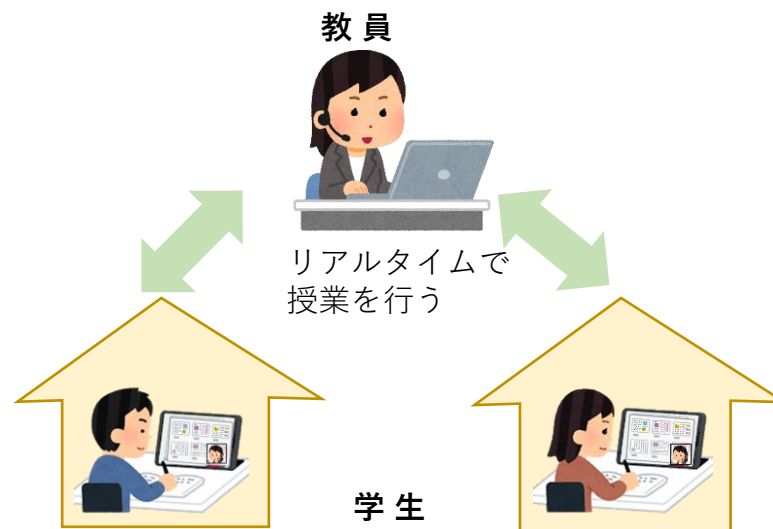 教 員
リアルタイムで
授業を行う
学 生